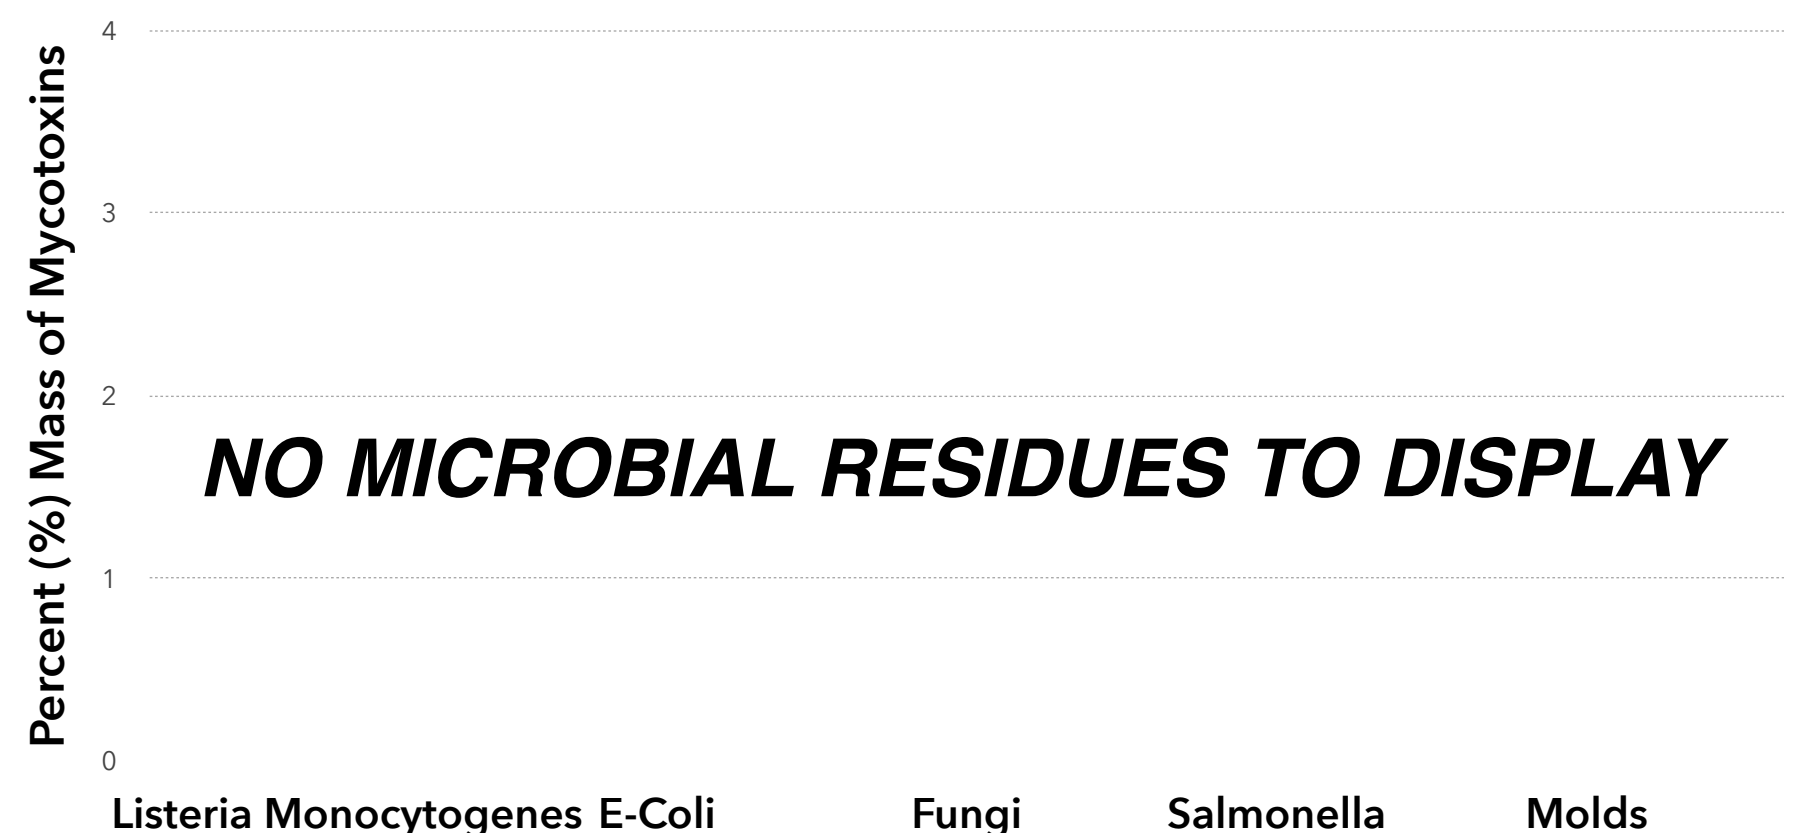 Percent (%) Mass of Mycotoxins
4
3
2
NO MICROBIAL RESIDUES TO DISPLAY
1
0
Listeria Monocytogenes E-Coli Fungi Salmonella Molds